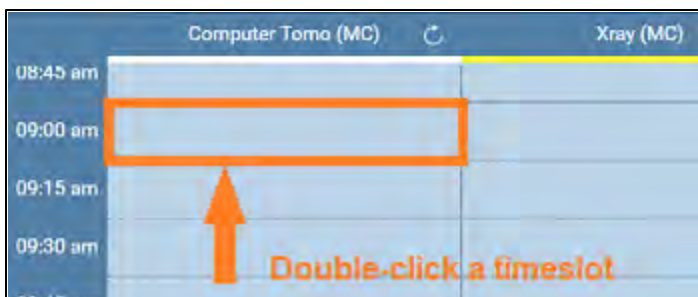 Computer Tomo (MC) Xray (MC)
08:45 am
09:00 am
09:15 am
09:30 am
Double-click a timeslot